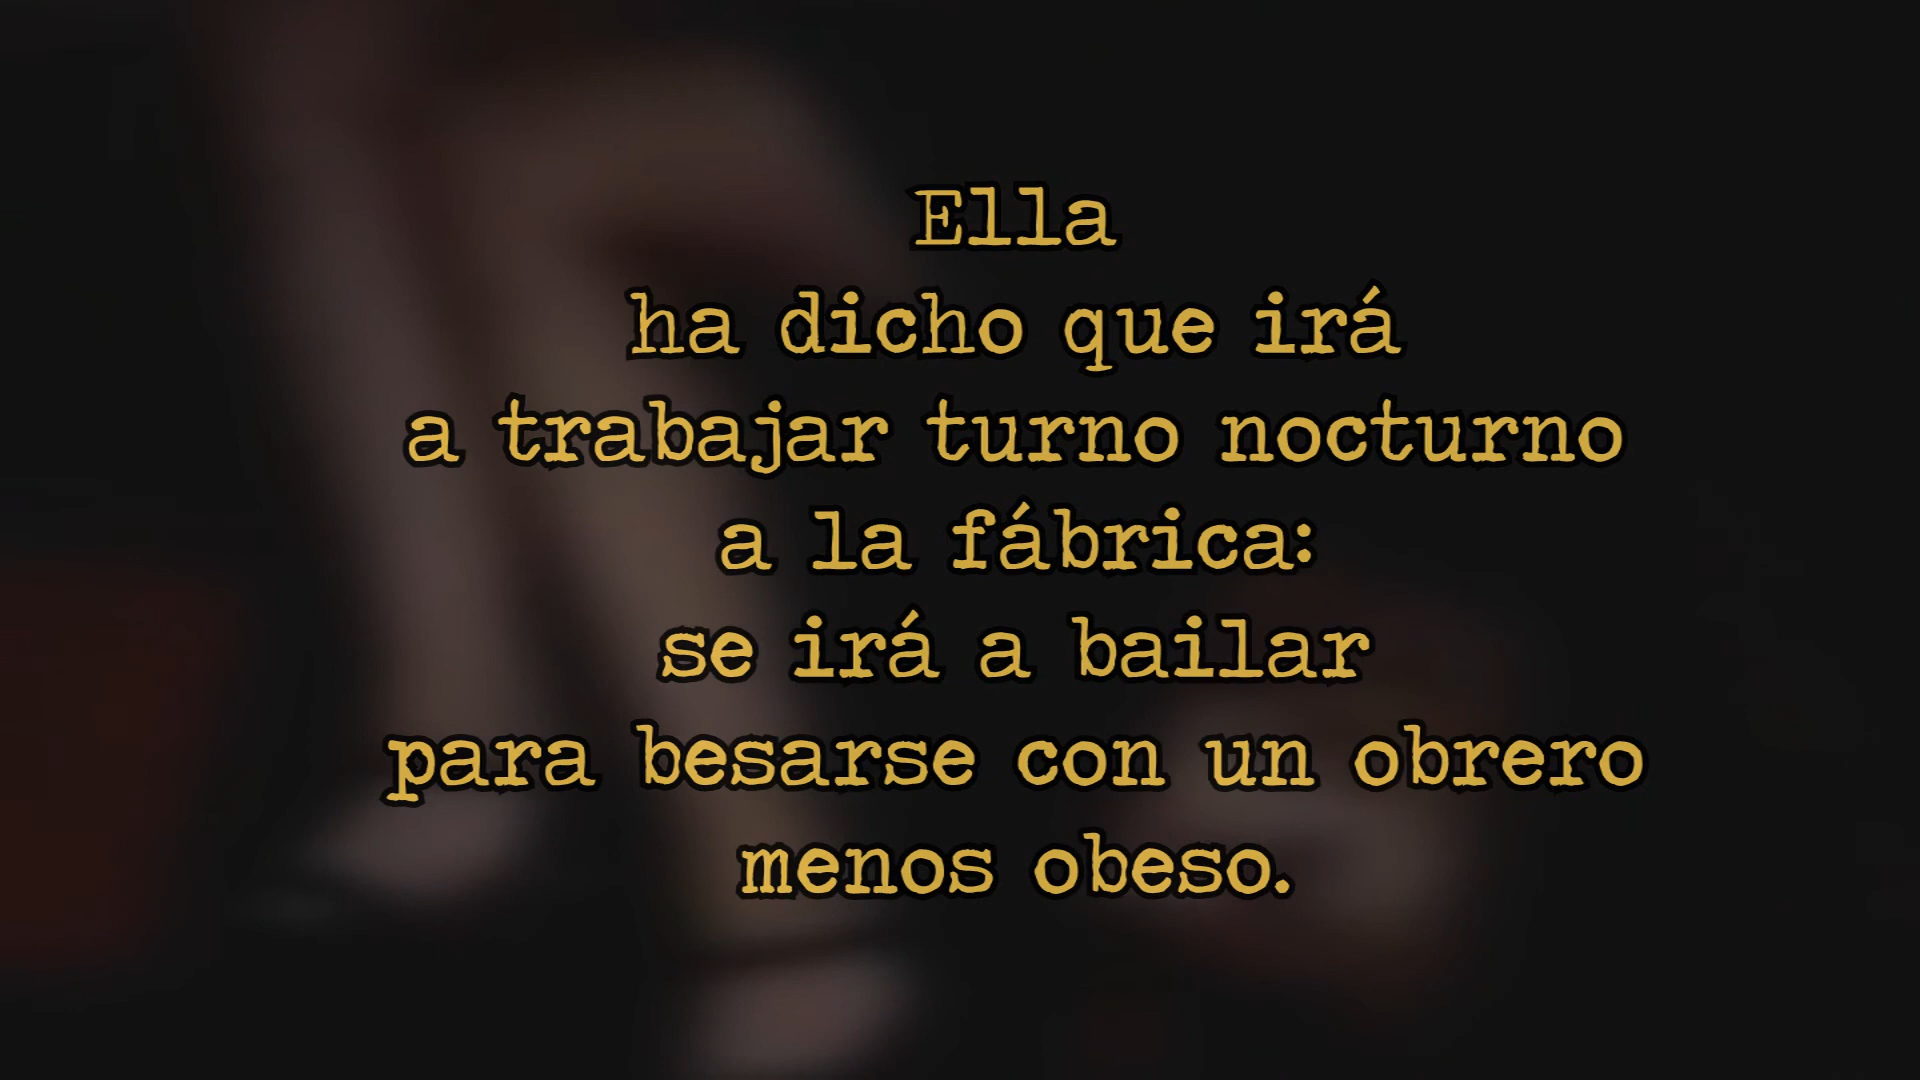 Ella
ha dicho que irá
a trabajar turno nocturno
a la fábrica:
se irá a bailar
para besarse con un obrero
menos obeso.